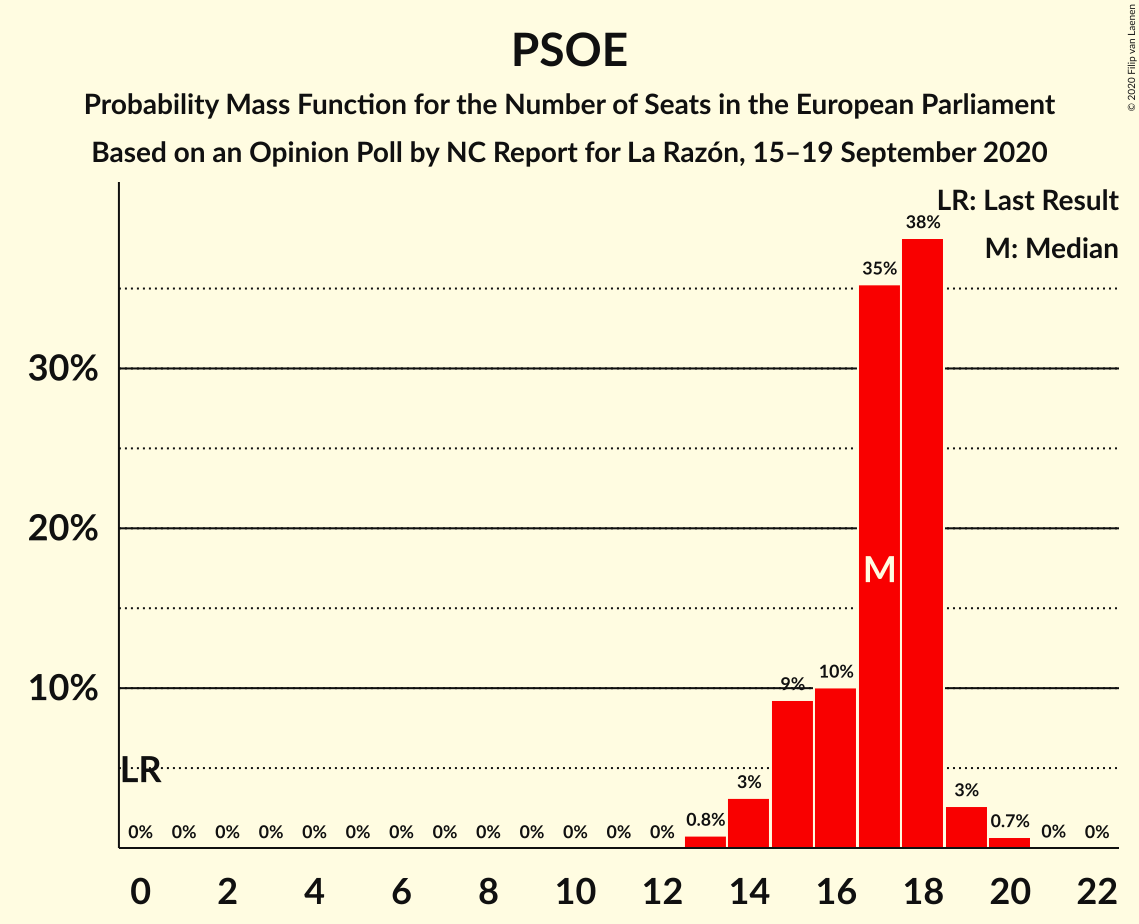 PSOE
Probability Mass Function for the Number of Seats in the European Parliament
Based on an Opinion Poll by NC Report for La Razón, 15–19 September 2020
© 2020 Filip van Laenen
LR: Last Result
M: Median
38%
35%
30%
20%
M
10%
10%
9%
LR
3%
3%
0.8%
0.7%
0% 0% 0% 0% 0% 0% 0% 0% 0% 0% 0% 0% 0% 0% 0%
0 2 4 6 8 10 12 14 16 18 20 22